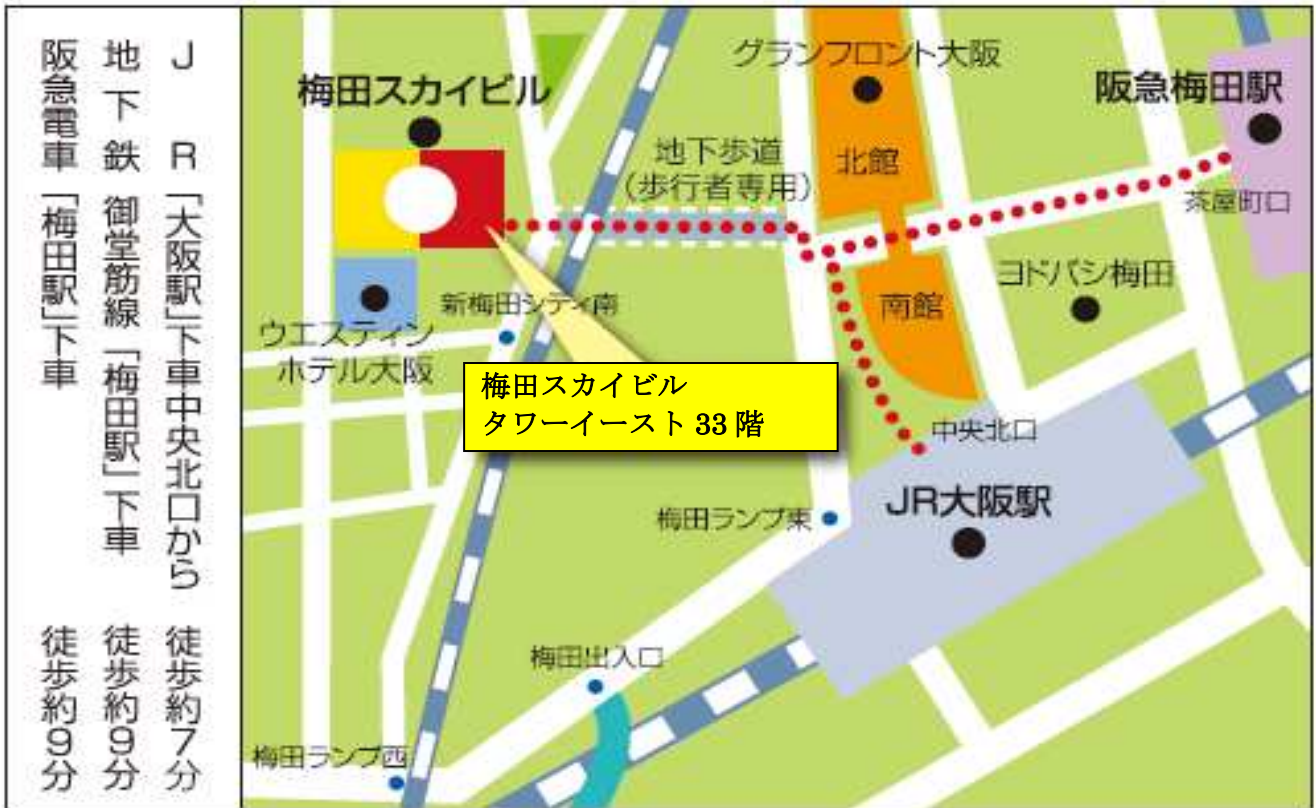 JR「大阪駅」下車中央北口から 徒歩約7分
地下鉄 御堂筋線「梅田駅」下車 徒歩約9分
阪急電車「梅田駅」下車 徒歩約9分
グランフロント大阪
梅田スカイビル
阪急梅田駅
地下歩道
(歩行者専用)
北館
茶屋町口
ヨドバシ梅田
新梅田シティ南
南館
ウエスティン
ホテル大阪
梅田スカイビル
タワーイースト 33 階
中央北口
JR大阪駅
梅田ランプ東
梅田出入口
梅田ランプ西